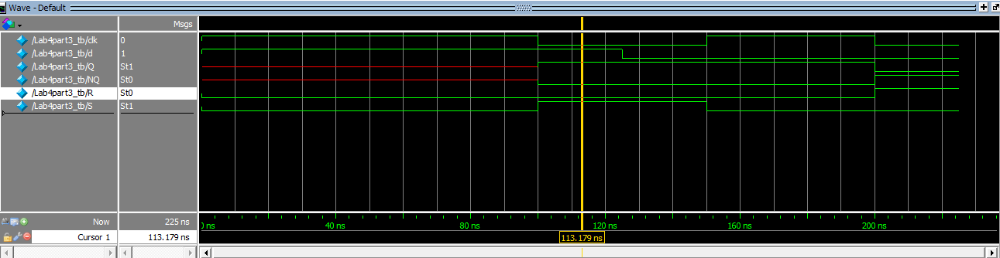 Wave - Default
Msgs
/Lab4part3_tb/clk 0
/Lab4part3_tb/d 1
/Lab4part3_tb/Q St1
/Lab4part3_tb/NQ St0
/Lab4part3_tb/R St0
/Lab4part3_tb/S St1
Now 225 ns
0 ns 40 ns 80 ns 120 ns 160 ns 200 ns
Cursor 1 113.179 ns
113.179 ns